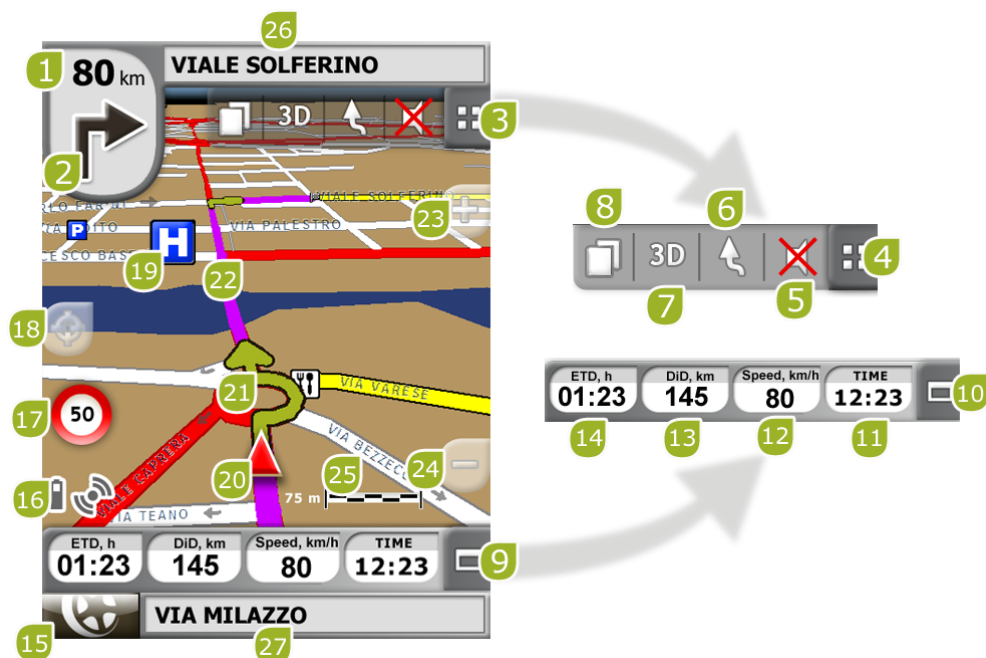 26
1
80 km
VIALE SOLFERINO
3D
3
2
VIALE SOLFERINO
23
P
VIA PALESTRO
H
19
22
18
21
VIA VARESE
17
50
VIA BEZZECC
VIALE CAPRERA
16
20
25
24
75 m
VIA TEANO
ETD, h
01:23
DiD, km
145
Speed, km/h
80
TIME
12:23
9
15
VIA MILAZZO
27
8
6
3D
4
7
5
ETD, h
01:23
DiD, km
145
Speed, km/h
80
TIME
12:23
10
14
13
12
11